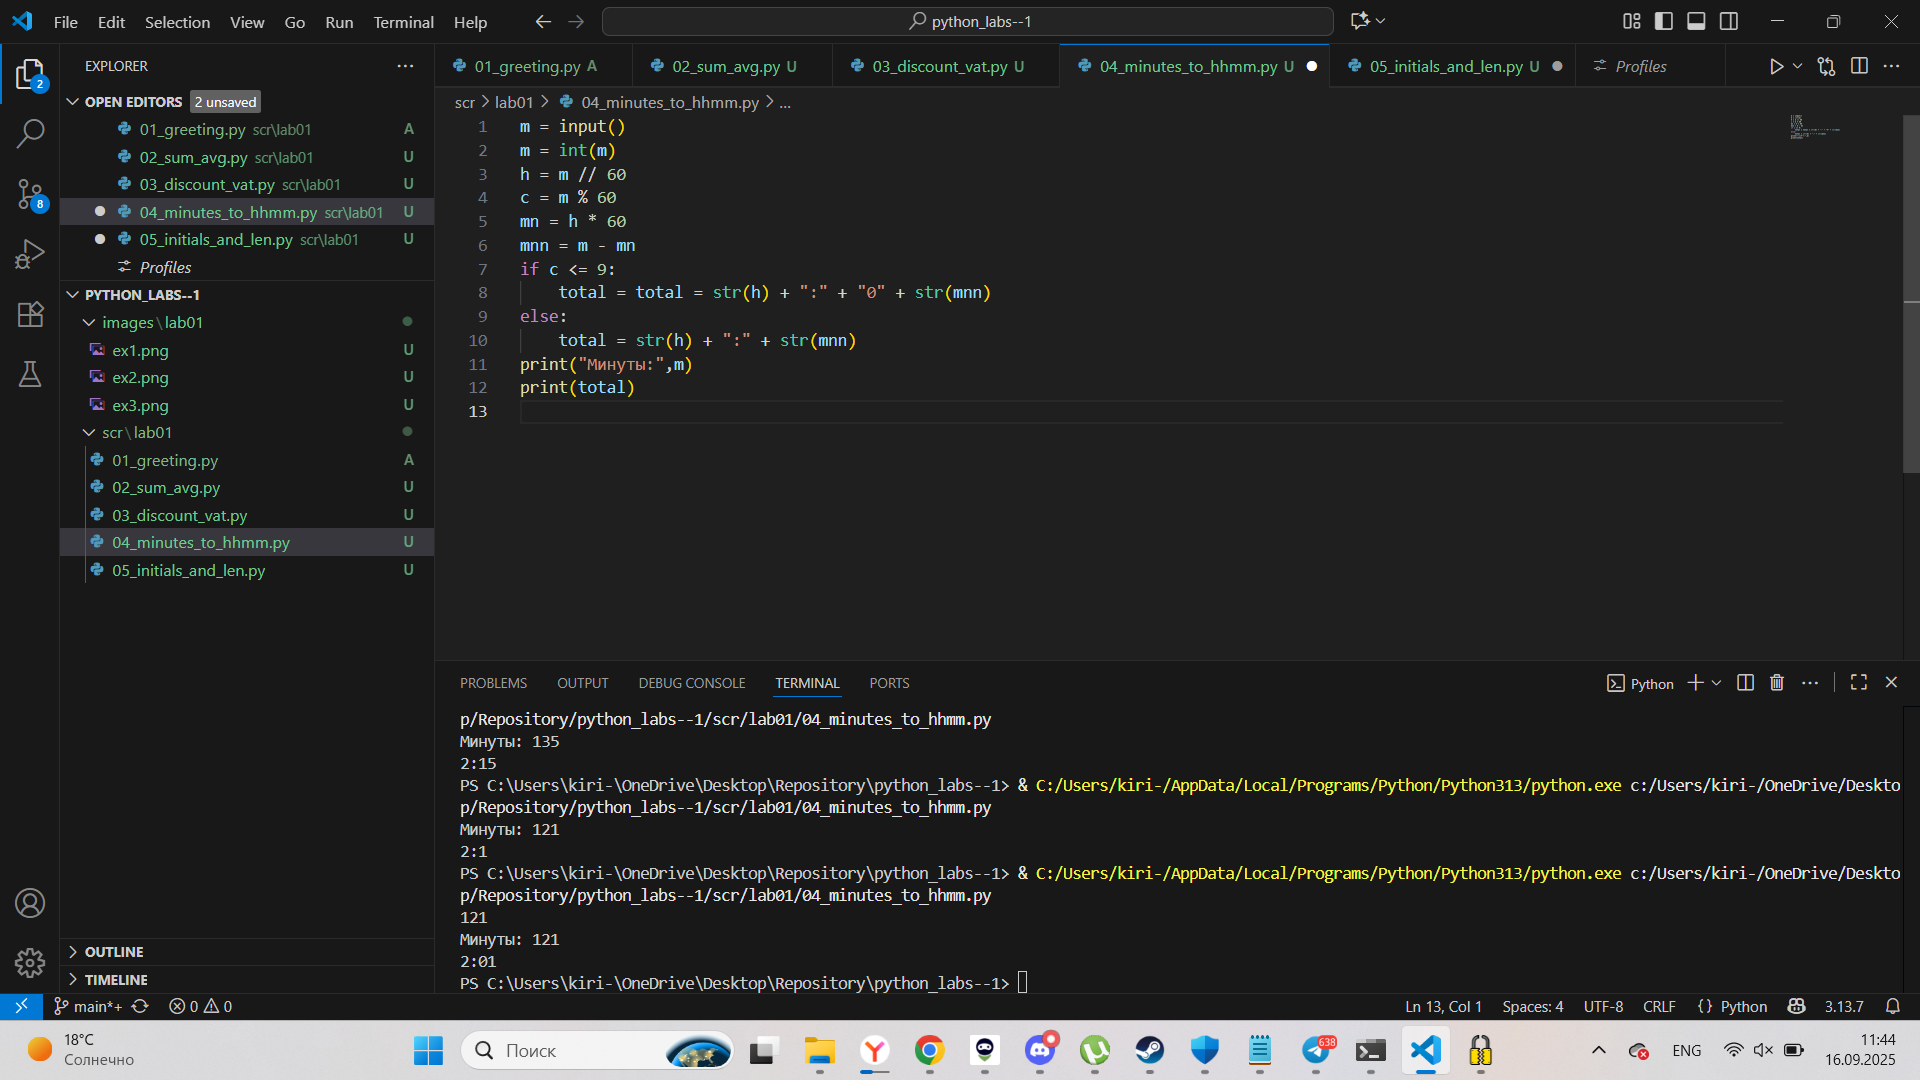 File Edit Selection View Go Run Terminal Help
python_labs--1
2
8
EXPLORER
OPEN EDITORS 2 unsaved
01_greeting.py scr\lab01 A
02_sum_avg.py scr\lab01 U
03_discount_vat.py scr\lab01 U
04_minutes_to_hhmm.py scr\lab01 U
05_initials_and_len.py scr\lab01 U
Profiles
PYTHON_LABS--1
images\lab01
ex1.png U
ex2.png U
ex3.png U
scr\lab01
01_greeting.py A
02_sum_avg.py U
03_discount_vat.py U
04_minutes_to_hhmm.py U
05_initials_and_len.py U
OUTLINE
TIMELINE
01_greeting.py A 02_sum_avg.py U 03_discount_vat.py U 04_minutes_to_hhmm.py U 05_initials_and_len.py U Profiles
scr > lab01 > 04_minutes_to_hhmm.py > ...
1 m = input()
2 m = int(m)
3 h = m // 60
4 c = m % 60
5 mn = h * 60
6 mnn = m - mn
7 if c <= 9:
8 total = total = str(h) + ":" + "0" + str(mnn)
9 else:
10 total = str(h) + ":" + str(mnn)
11 print("Минуты:",m)
12 print(total)
13
PROBLEMS OUTPUT DEBUG CONSOLE TERMINAL PORTS
Python
p/Repository/python_labs--1/scr/lab01/04_minutes_to_hhmm.py
Минуты: 135
2:15
PS C:\Users\kiri-\OneDrive\Desktop\Repository\python_labs--1> & C:/Users/kiri-/AppData/Local/Programs/Python/Python313/python.exe c:/Users/kiri-/OneDrive/Deskto
p/Repository/python_labs--1/scr/lab01/04_minutes_to_hhmm.py
Минуты: 121
2:1
PS C:\Users\kiri-\OneDrive\Desktop\Repository\python_labs--1> & C:/Users/kiri-/AppData/Local/Programs/Python/Python313/python.exe c:/Users/kiri-/OneDrive/Deskto
p/Repository/python_labs--1/scr/lab01/04_minutes_to_hhmm.py
121
Минуты: 121
2:01
PS C:\Users\kiri-\OneDrive\Desktop\Repository\python_labs--1>
main*+ 0 0 Ln 13, Col 1 Spaces: 4 UTF-8 CRLF {} Python 3.13.7
18°C
Солнечно
Поиск
638
ENG
11:44
16.09.2025